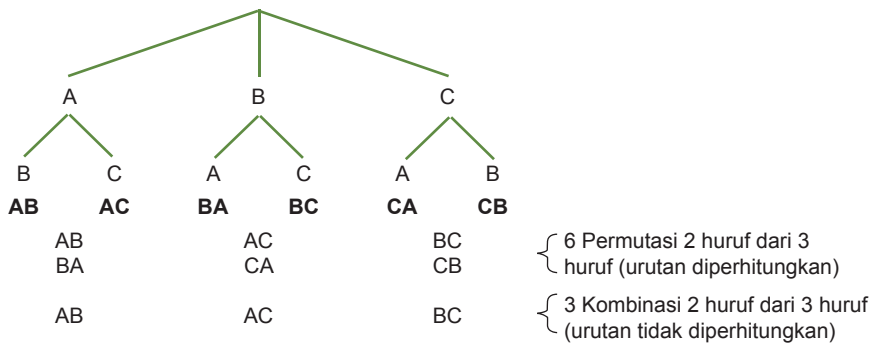 A B C
B C A C A B
AB AC BA BC CA CB
AB AC BC 6 Permutasi 2 huruf dari 3
BA CA CB huruf (urutan diperhitungkan)
AB AC BC 3 Kombinasi 2 huruf dari 3 huruf
(urutan tidak diperhitungkan)